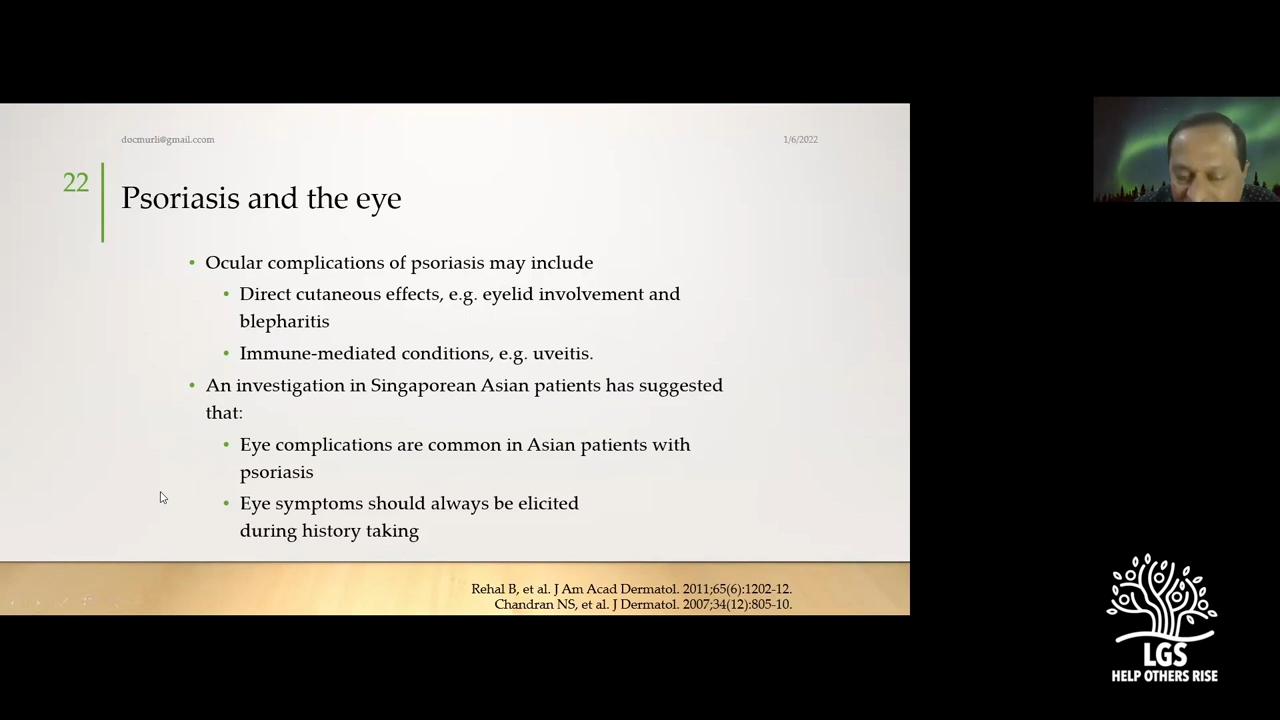 docmurli@gmail.ccom
1/6/2022
22
Psoriasis and the eye
• Ocular complications of psoriasis may include
• Direct cutaneous effects, e.g. eyelid involvement and
blepharitis
• Immune-mediated conditions, e.g. uveitis.
• An investigation in Singaporean Asian patients has suggested
that:
• Eye complications are common in Asian patients with
psoriasis
• Eye symptoms should always be elicited
during history taking
Rehal B, et al. J Am Acad Dermatol. 2011;65(6):1202-12.
Chandran NS, et al. J Dermatol. 2007;34(12):805-10.
LGS
HELP OTHERS RISE